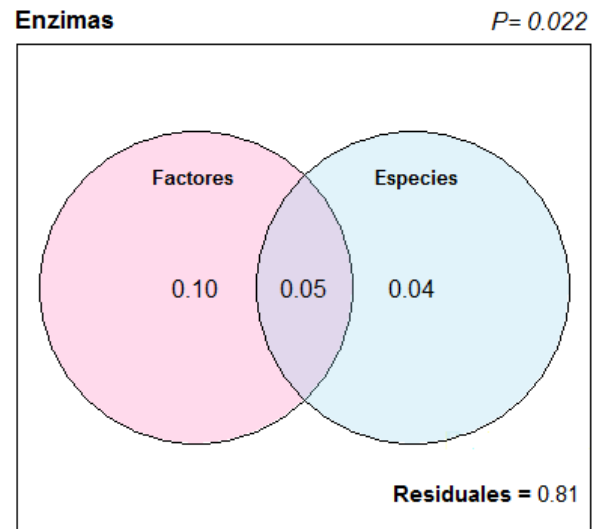 Enzimas P= 0.022
Factores Especies
0.10 0.05 0.04
Residuales = 0.81